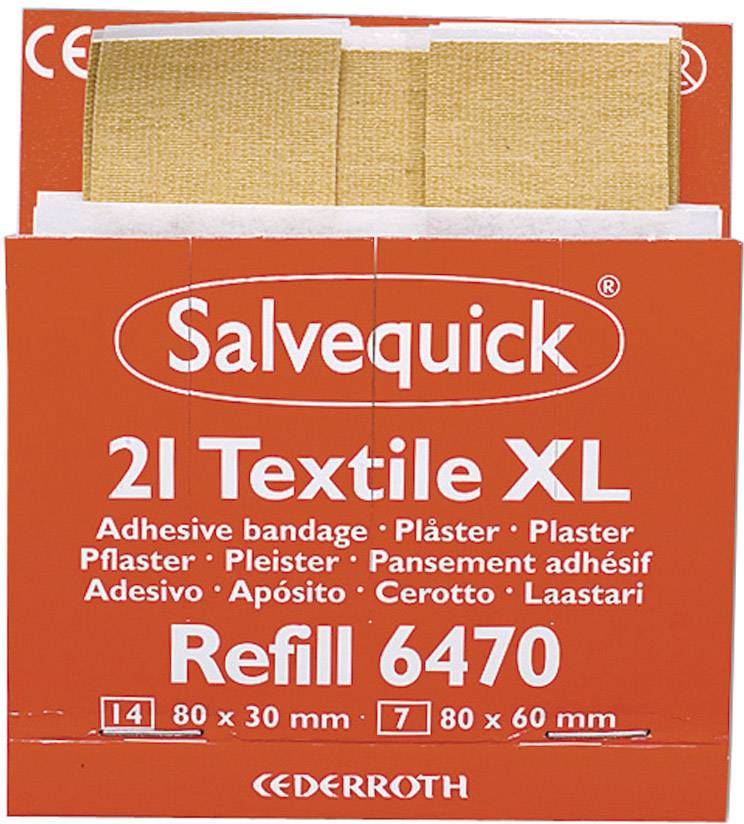 CE
Salvequick®
21 Textile XL
Adhesive bandage · Plåster · Plaster
Pflaster · Pleister · Pansement adhésif
Adesivo · Apósito · Cerotto · Laastari
Refill 6470
14 80 x 30 mm · 7 80 x 60 mm
CEDERROTH